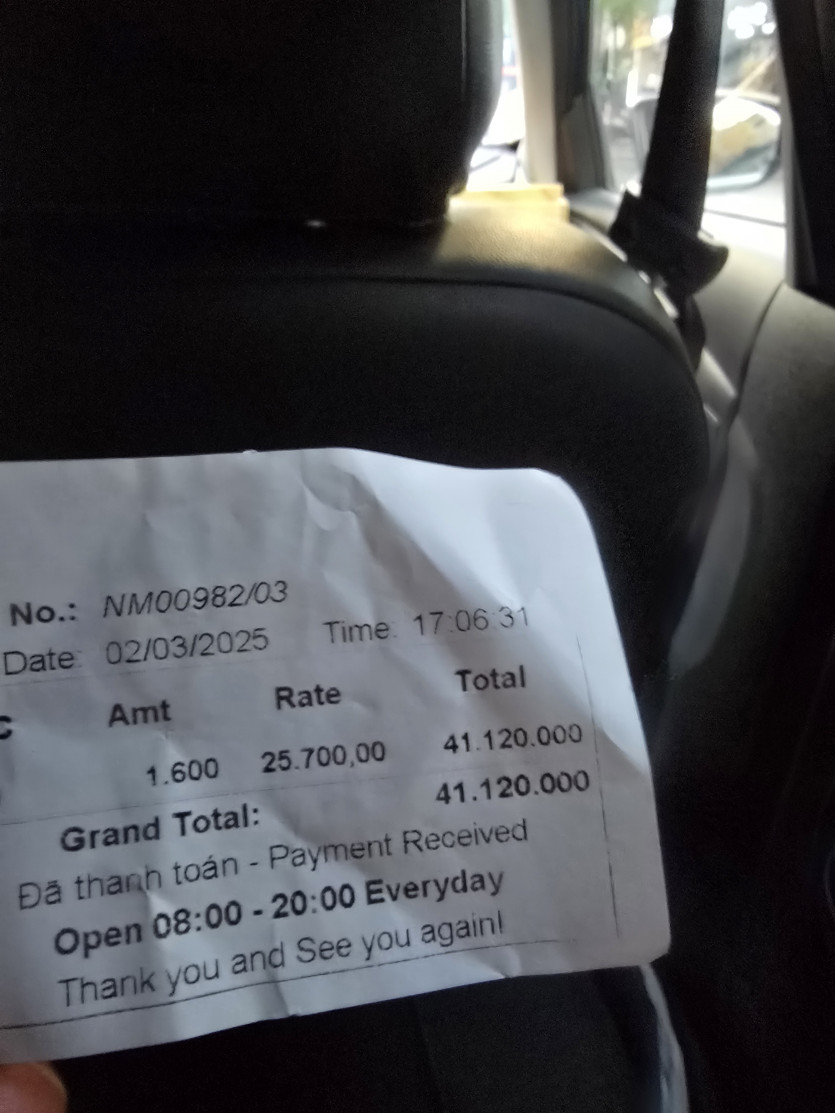 No.: NM00982/03
Date: 02/03/2025 Time: 17:06:31
Amt Rate Total
1.600 25.700,00 41.120.000
Grand Total: 41.120.000
Đã thanh toán - Payment Received
Open 08:00 - 20:00 Everyday
Thank you and See you again!